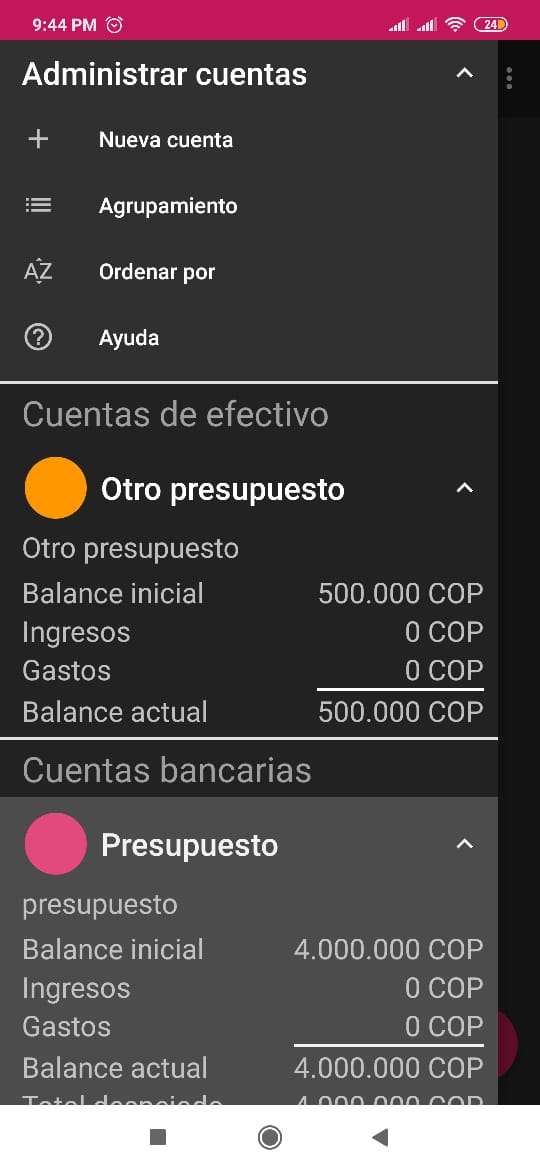 9:44 PM 24
Administrar cuentas
Nueva cuenta
Agrupamiento
AZ Ordenar por
? Ayuda
Cuentas de efectivo
Otro presupuesto
Otro presupuesto
Balance inicial 500.000 COP
Ingresos 0 COP
Gastos 0 COP
Balance actual 500.000 COP
Cuentas bancarias
Presupuesto
presupuesto
Balance inicial 4.000.000 COP
Ingresos 0 COP
Gastos 0 COP
Balance actual 4.000.000 COP